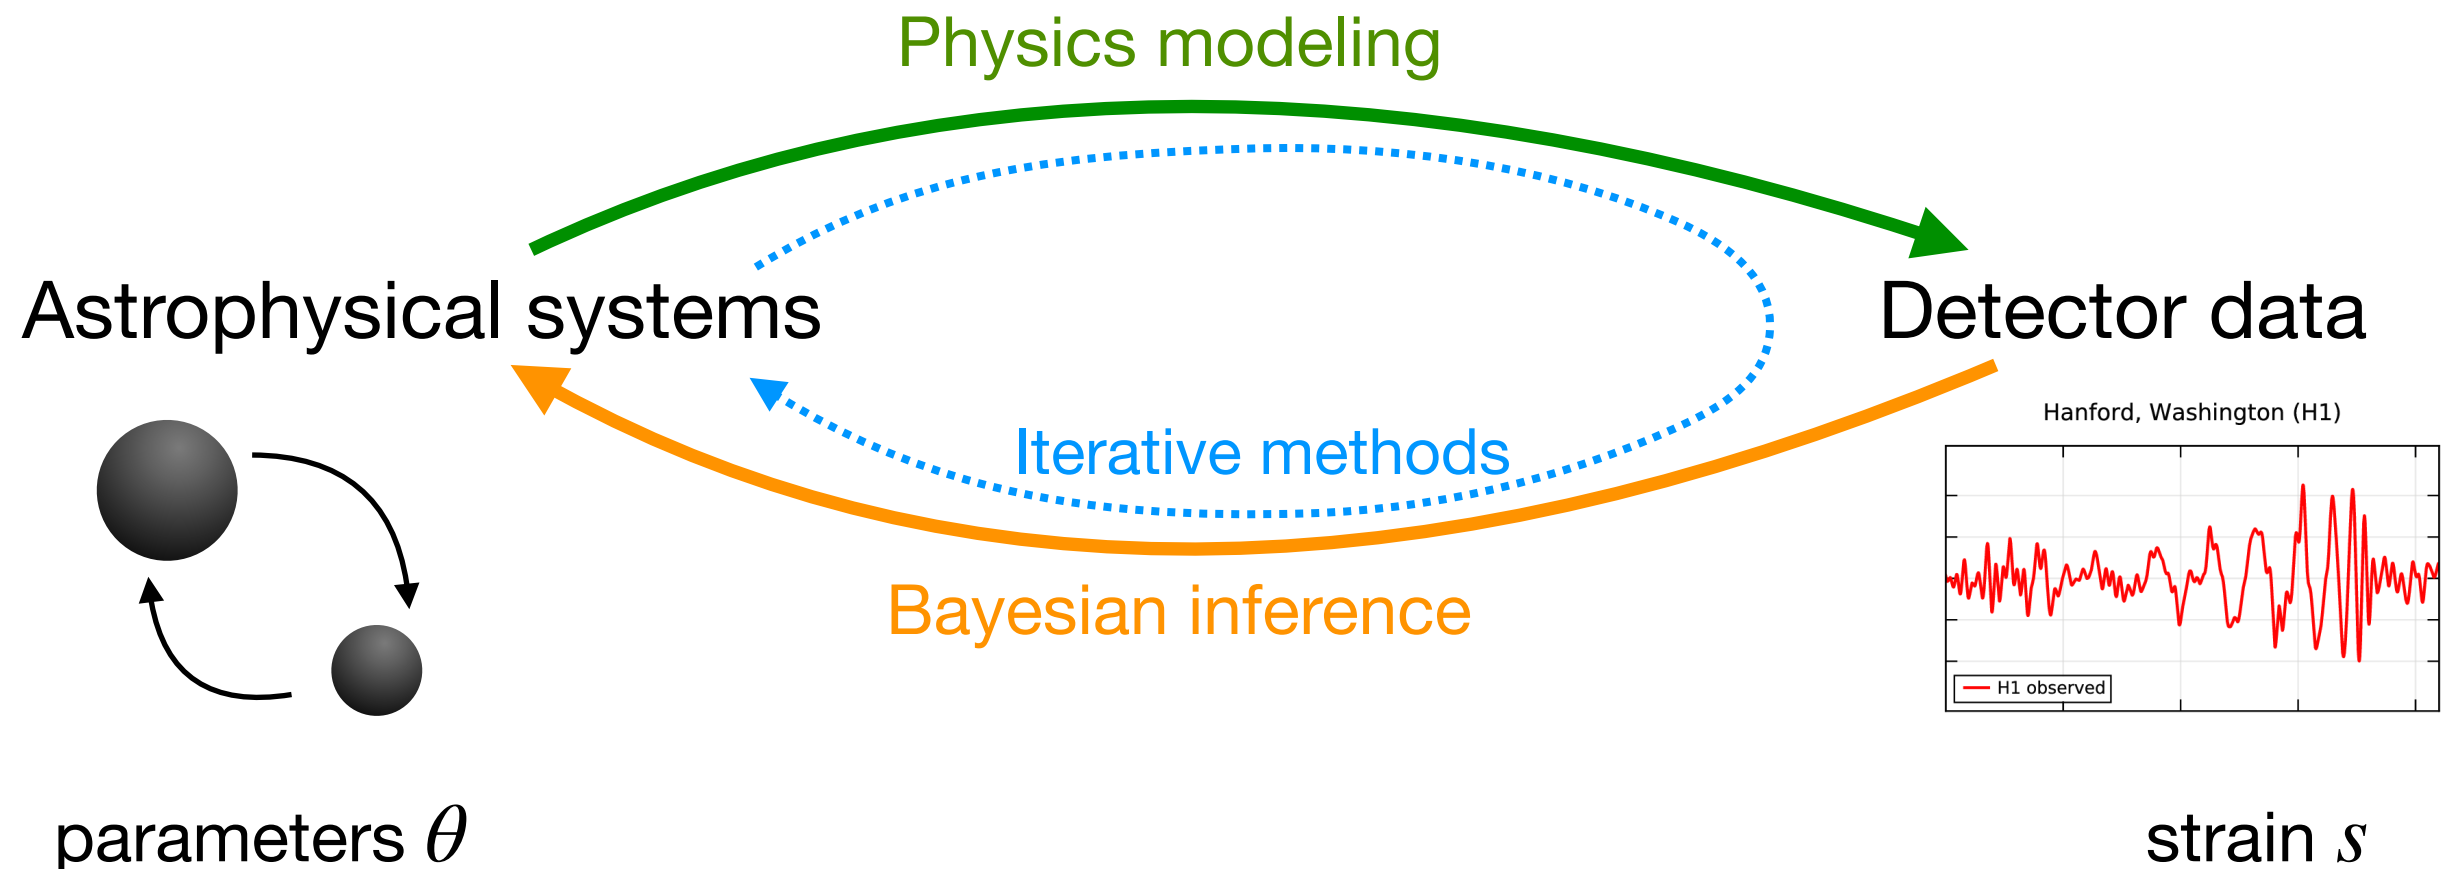 Physics modeling
Astrophysical systems
Detector data
Iterative methods
Hanford, Washington (H1)
Bayesian inference
H1 observed
parameters θ
strain s